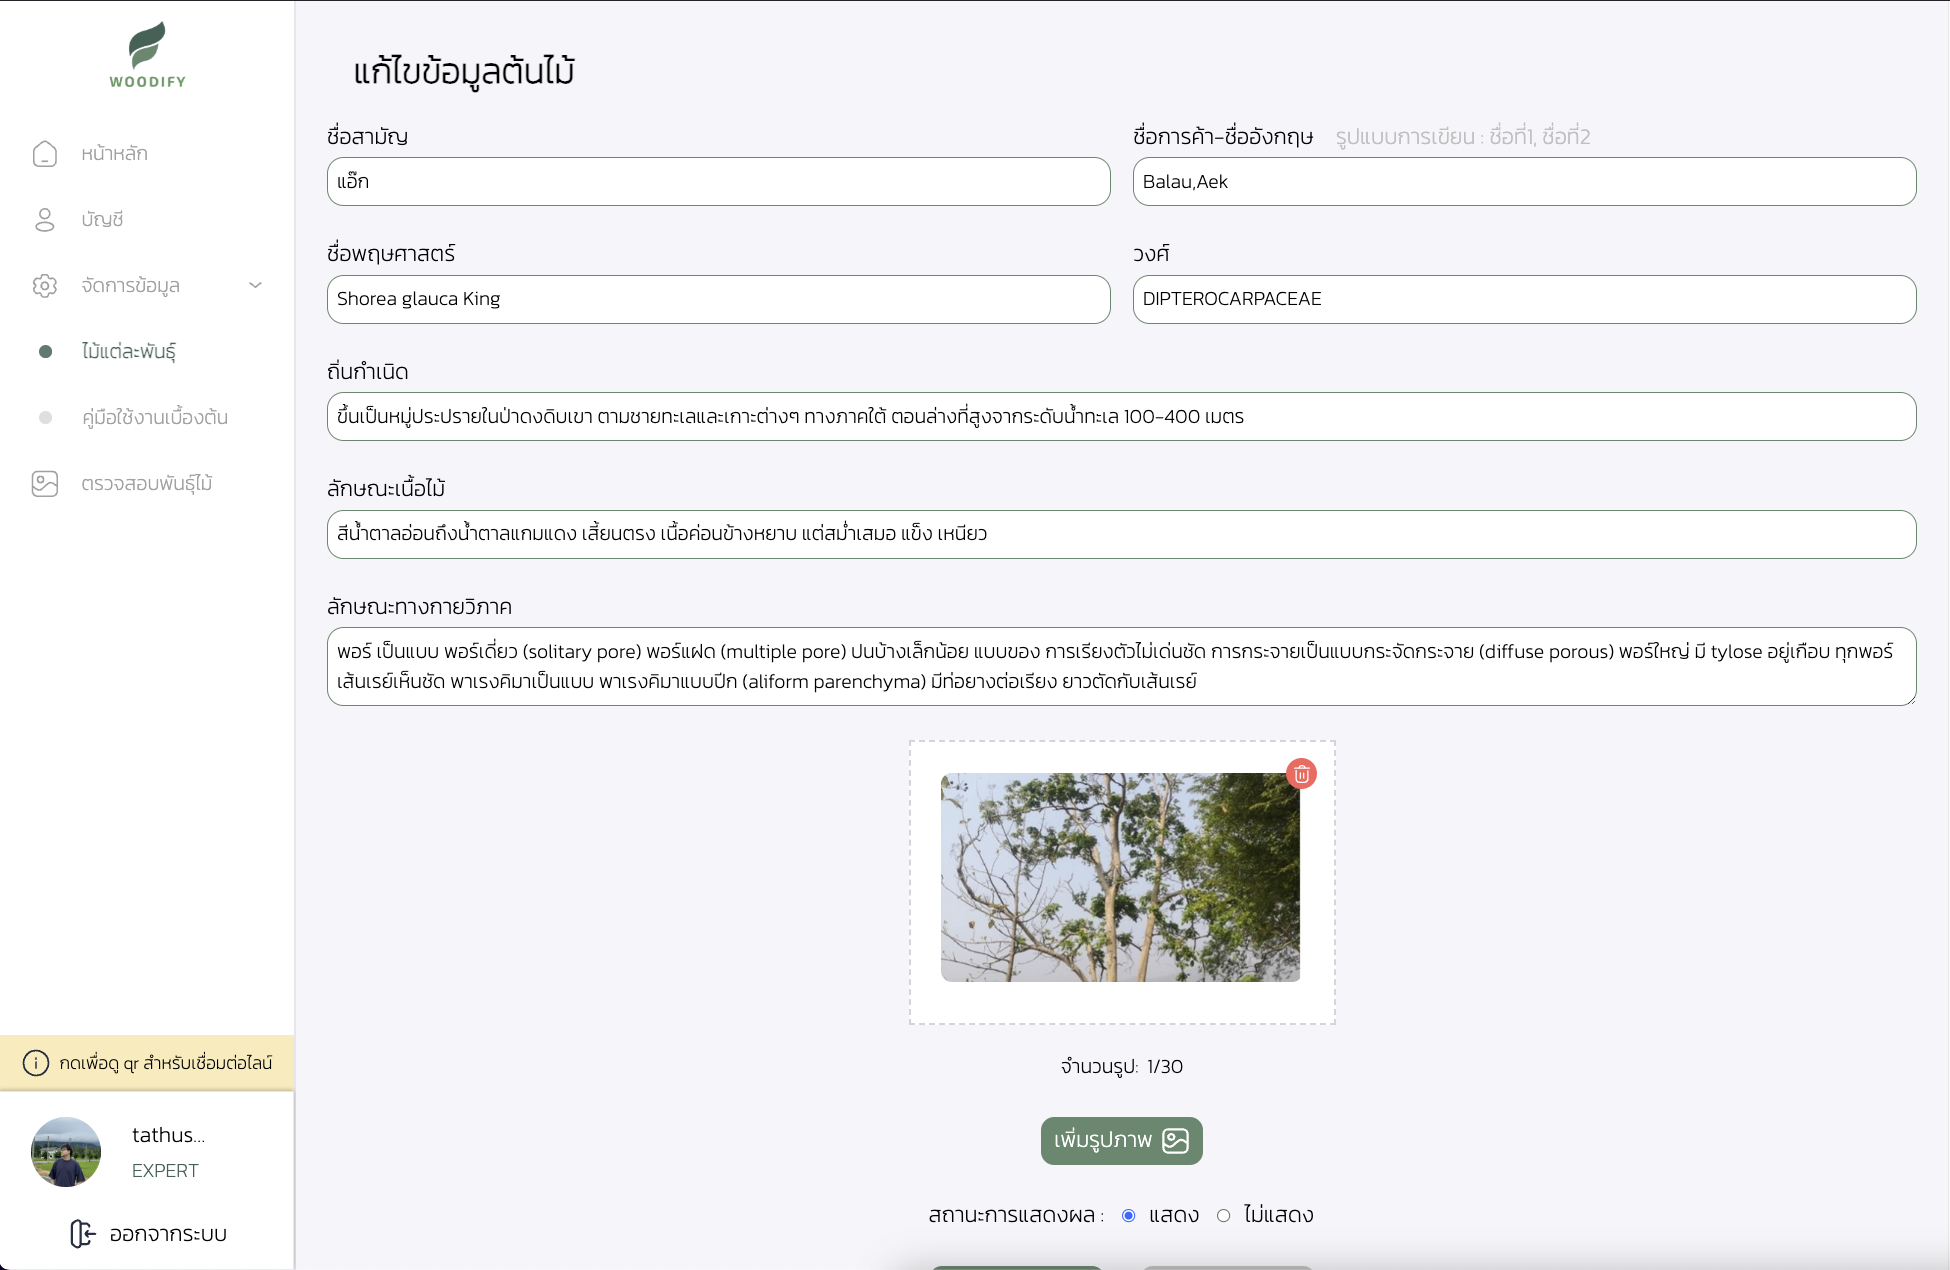 WOODIFY
หน้าหลัก
บัญชี
จัดการข้อมูล
ไม้แต่ละพันธุ์
คู่มือใช้งานเบื้องต้น
ตรวจสอบพันธุ์ไม้
กดเพื่อดู qr สำหรับเชื่อมต่อไลน์
tathus...
EXPERT
ออกจากระบบ
แก้ไขข้อมูลต้นไม้
ชื่อสามัญ
แอ๊ก
ชื่อการค้า-ชื่ออังกฤษ รูปแบบการเขียน : ชื่อที่1, ชื่อที่2
Balau,Aek
ชื่อพฤษศาสตร์
Shorea glauca King
วงศ์
DIPTEROCARPACEAE
ถิ่นกำเนิด
ขึ้นเป็นหมู่ประปรายในป่าดงดิบเขา ตามชายทะเลและเกาะต่างๆ ทางภาคใต้ ตอนล่างที่สูงจากระดับน้ำทะเล 100-400 เมตร
ลักษณะเนื้อไม้
สีน้ำตาลอ่อนถึงน้ำตาลแกมแดง เสี้ยนตรง เนื้อค่อนข้างหยาบ แต่สม่ำเสมอ แข็ง เหนียว
ลักษณะทางกายวิภาค
พอร์ เป็นแบบ พอร์เดี่ยว (solitary pore) พอร์แฝด (multiple pore) ปนบ้างเล็กน้อย แบบของ การเรียงตัวไม่เด่นชัด การกระจายเป็นแบบกระจัดกระจาย (diffuse porous) พอร์ใหญ่ มี tylose อยู่เกือบ ทุกพอร์
เส้นเรย์เห็นชัด พาเรงคิมาเป็นแบบ พาเรงคิมาแบบปีก (aliform parenchyma) มีท่อยางต่อเรียง ยาวตัดกับเส้นเรย์
จำนวนรูป: 1/30
เพิ่มรูปภาพ
สถานะการแสดงผล : แสดง ไม่แสดง